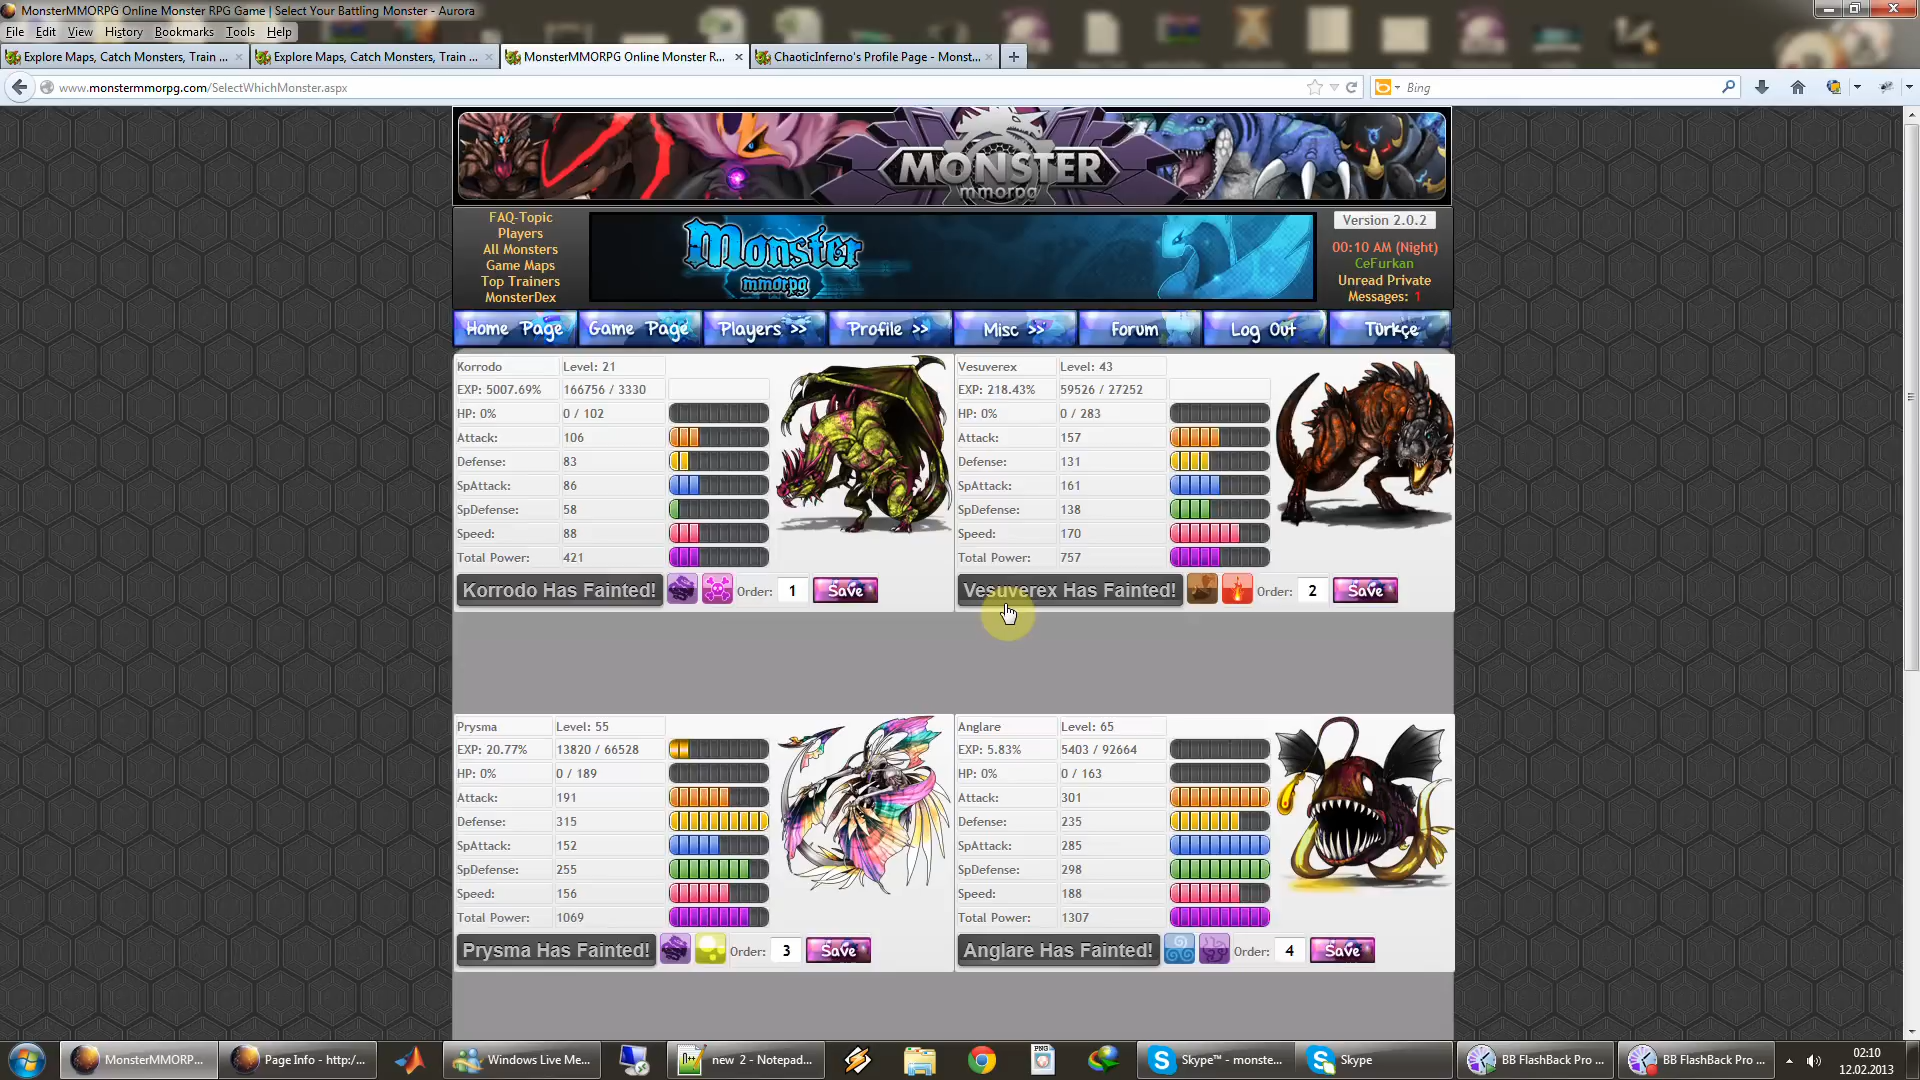 MonsterMMORPG Online Monster RPG Game | Select Your Battling Monster - Aurora
File Edit View History Bookmarks Tools Help
Explore Maps, Catch Monsters, Train ...
Explore Maps, Catch Monsters, Train ...
MonsterMMORPG Online Monster R...
ChaoticInferno's Profile Page - Monst...
www.monstermmorpg.com/SelectWhichMonster.aspx
Bing
MONSTER
mmorpg
FAQ-Topic
Players
All Monsters
Game Maps
Top Trainers
MonsterDex
Monster
mmorpg
Version 2.0.2
00:10 AM (Night)
CeFurkan
Unread Private
Messages: 1
Home Page Game Page Players >> Profile >> Misc >> Forum Log Out Türkçe
Korrodo Level: 21
EXP: 5007.69% 166756 / 3330
HP: 0% 0 / 102
Attack: 106
Defense: 83
SpAttack: 86
SpDefense: 58
Speed: 88
Total Power: 421
Korrodo Has Fainted! Order: 1 Save
Vesuverex Level: 43
EXP: 218.43% 59526 / 27252
HP: 0% 0 / 283
Attack: 157
Defense: 131
SpAttack: 161
SpDefense: 138
Speed: 170
Total Power: 757
Vesuverex Has Fainted! Order: 2 Save
Prysma Level: 55
EXP: 20.77% 13820 / 66528
HP: 0% 0 / 189
Attack: 191
Defense: 315
SpAttack: 152
SpDefense: 255
Speed: 156
Total Power: 1069
Prysma Has Fainted! Order: 3 Save
Anglare Level: 65
EXP: 5.83% 5403 / 92664
HP: 0% 0 / 163
Attack: 301
Defense: 235
SpAttack: 285
SpDefense: 298
Speed: 188
Total Power: 1307
Anglare Has Fainted! Order: 4 Save
MonsterMMORP...
Page Info - http:/...
Windows Live Me...
new 2 - Notepad...
PNG
Skype™ - monste...
Skype
BB FlashBack Pro ...
BB FlashBack Pro ...
02:10
12.02.2013